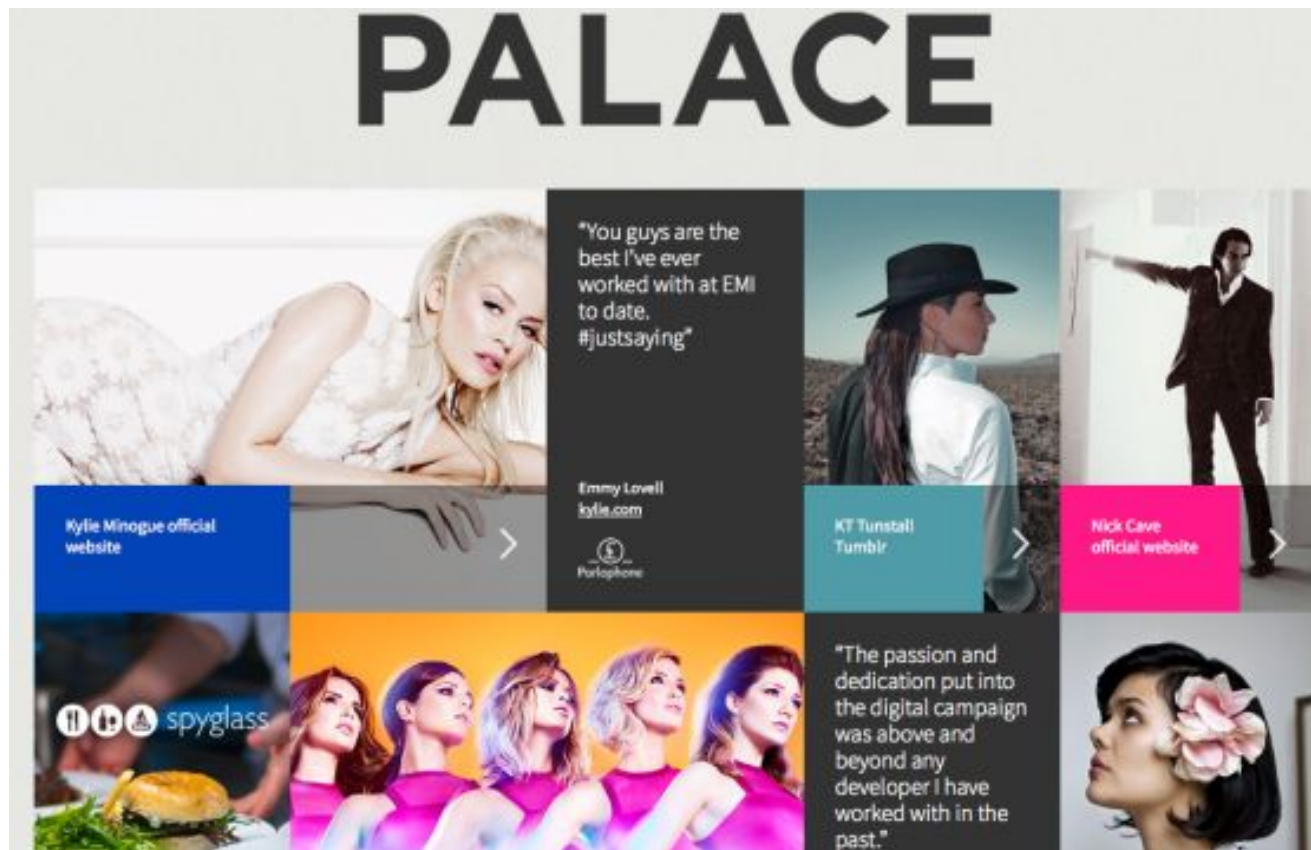 PALACE
"You guys are the
best I've ever
worked with at EMI
to date.
#justsaying"
Emmy Lovell
kylie.com
£
Parlophone
Kylie Minogue official
website
KT Tunstall
Tumblr
Nick Cave
official website
spyglass
"The passion and
dedication put into
the digital campaign
was above and
beyond any
developer I have
worked with in the
past."